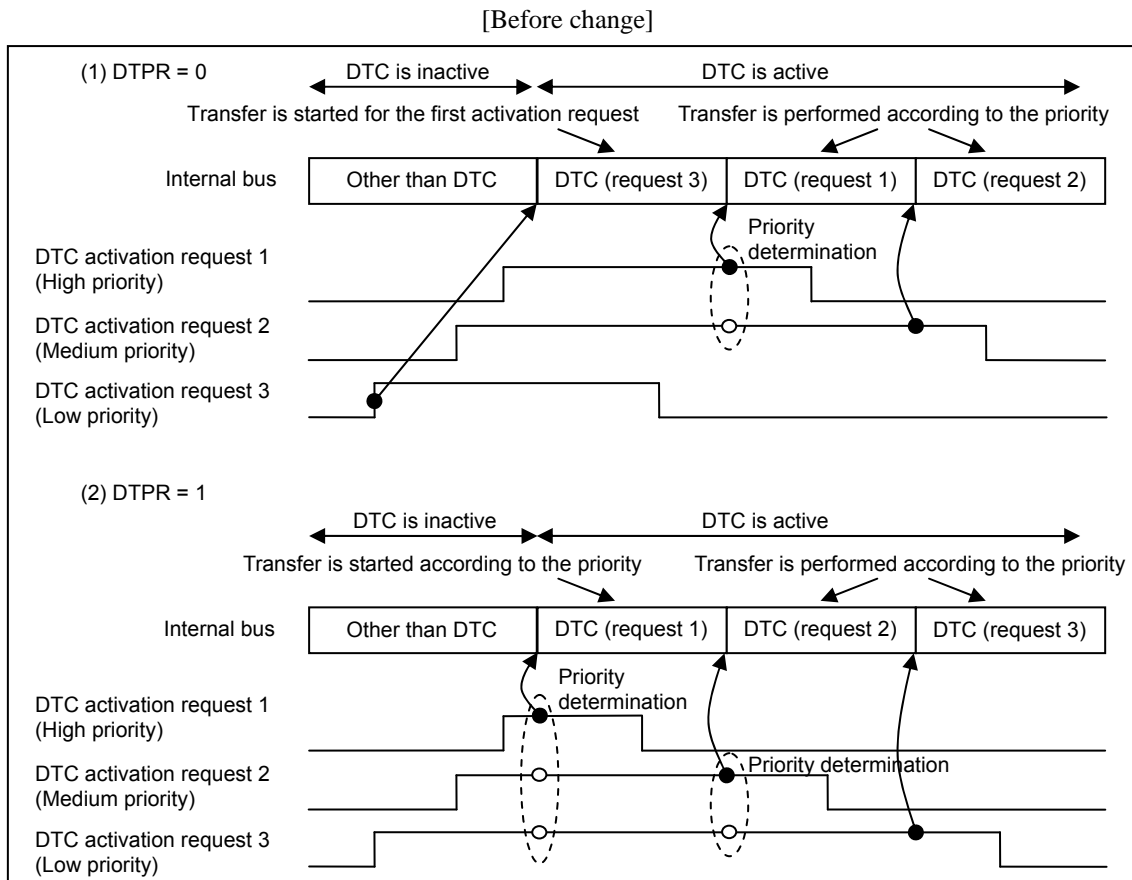 [Before change]
(1) DTPR = 0
DTC is inactive
DTC is active
Transfer is started for the first activation request
Transfer is performed according to the priority
Internal bus
Other than DTC
DTC (request 3)
DTC (request 1)
DTC (request 2)
Priority
determination
DTC activation request 1
(High priority)
DTC activation request 2
(Medium priority)
DTC activation request 3
(Low priority)
(2) DTPR = 1
DTC is inactive
DTC is active
Transfer is started according to the priority
Transfer is performed according to the priority
Internal bus
Other than DTC
DTC (request 1)
DTC (request 2)
DTC (request 3)
Priority
determination
DTC activation request 1
(High priority)
DTC activation request 2
(Medium priority)
Priority determination
DTC activation request 3
(Low priority)